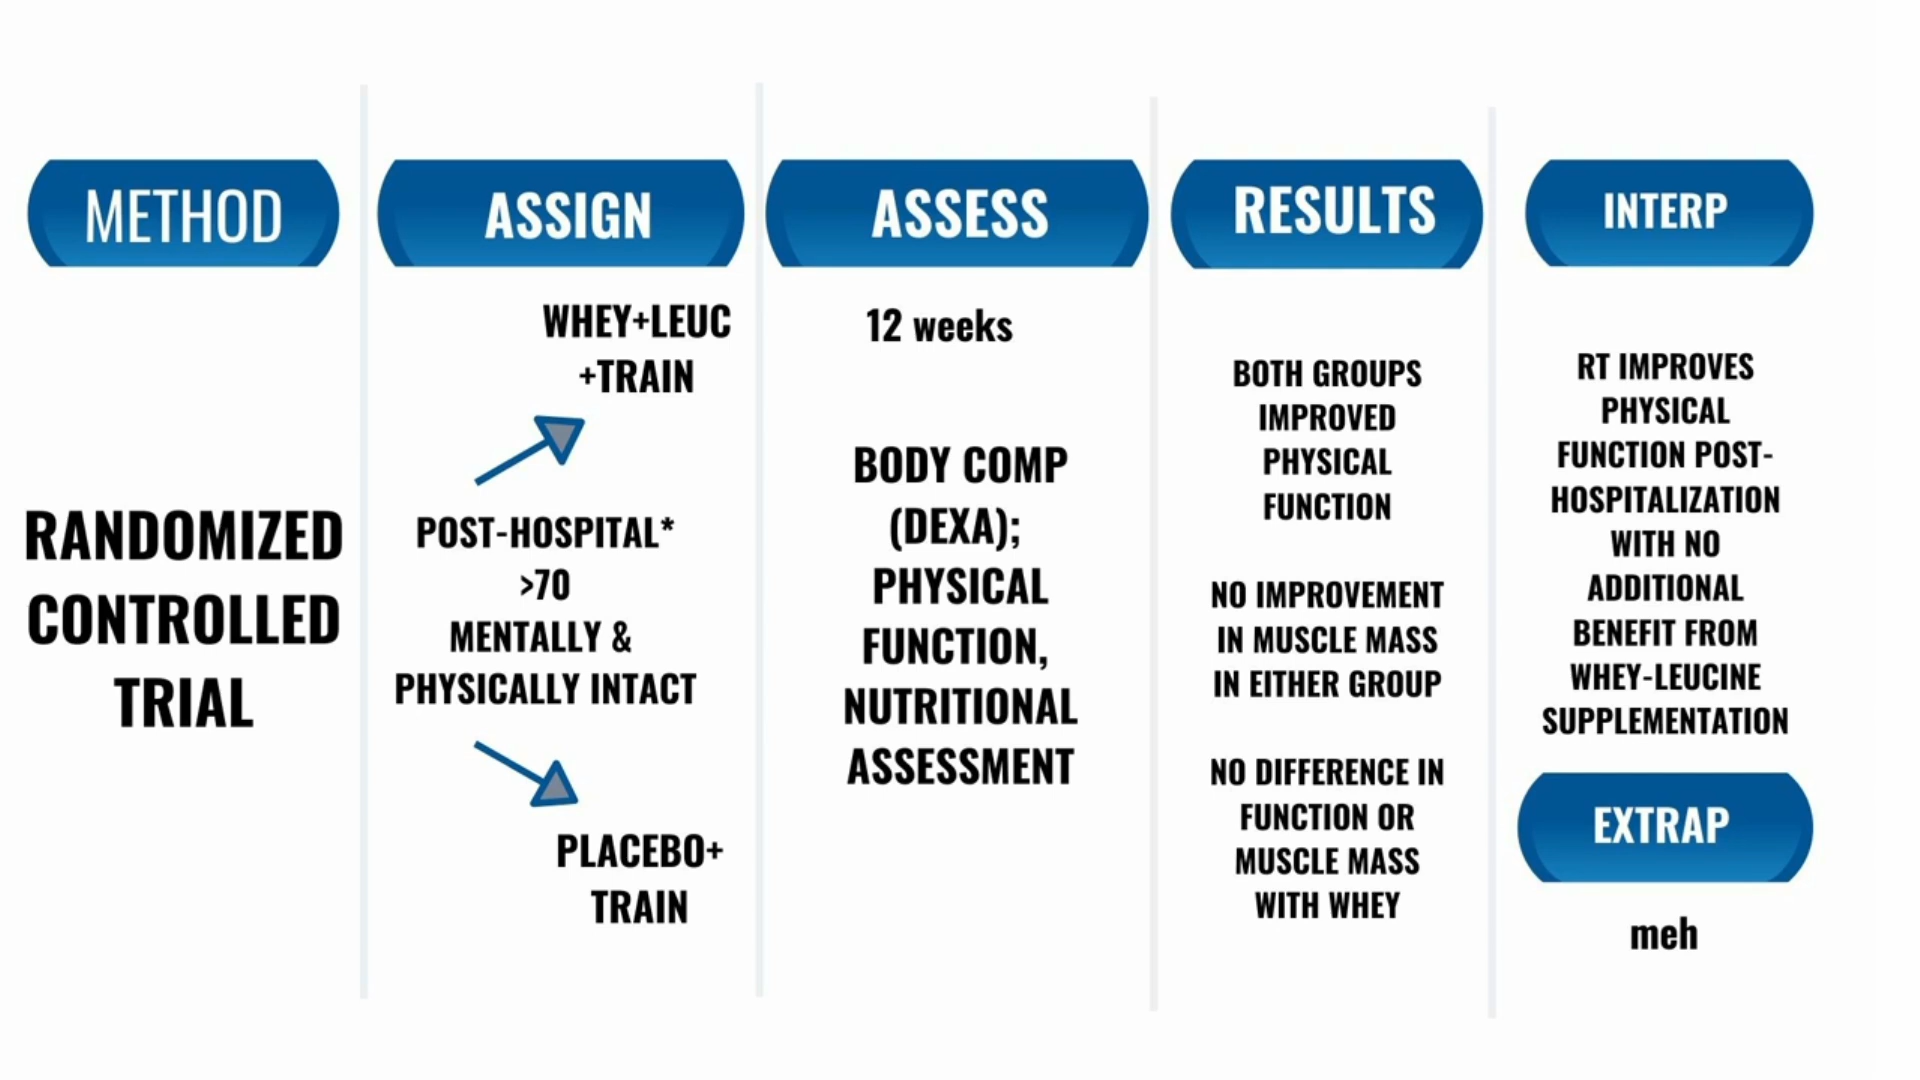 METHOD
RANDOMIZED
CONTROLLED
TRIAL
ASSIGN
WHEY+LEUC
+TRAIN
POST-HOSPITAL*
>70
MENTALLY &
PHYSICALLY INTACT
PLACEBO+
TRAIN
ASSESS
12 weeks
BODY COMP
(DEXA);
PHYSICAL
FUNCTION,
NUTRITIONAL
ASSESSMENT
RESULTS
BOTH GROUPS
IMPROVED
PHYSICAL
FUNCTION
NO IMPROVEMENT
IN MUSCLE MASS
IN EITHER GROUP
NO DIFFERENCE IN
FUNCTION OR
MUSCLE MASS
WITH WHEY
INTERP
RT IMPROVES
PHYSICAL
FUNCTION POST-
HOSPITALIZATION
WITH NO
ADDITIONAL
BENEFIT FROM
WHEY-LEUCINE
SUPPLEMENTATION
EXTRAP
meh